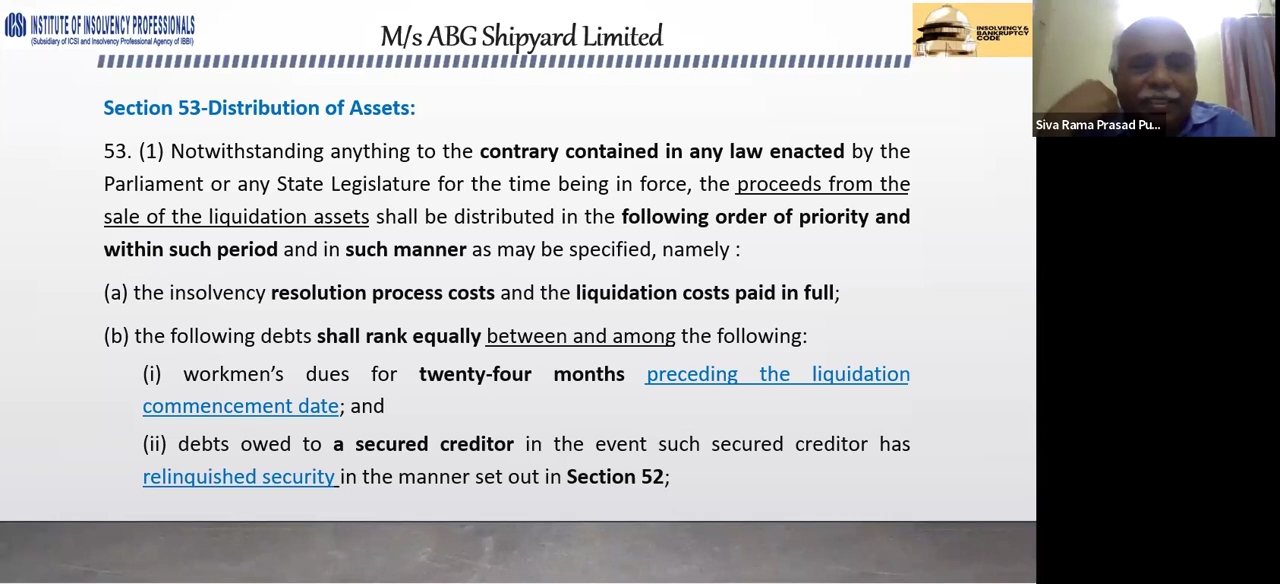 ICSI INSTITUTE OF INSOLVENCY PROFESSIONALS
(Subsidiary of ICSI and Insolvency Professional Agency of IBBI)
M/s ABG Shipyard Limited
INSOLVENCY &
BANKRUPTCY
CODE
Siva Rama Prasad Pu...
Section 53-Distribution of Assets:
53. (1) Notwithstanding anything to the contrary contained in any law enacted by the
Parliament or any State Legislature for the time being in force, the proceeds from the
sale of the liquidation assets shall be distributed in the following order of priority and
within such period and in such manner as may be specified, namely :
(a) the insolvency resolution process costs and the liquidation costs paid in full;
(b) the following debts shall rank equally between and among the following:
(i) workmen's dues for twenty-four months preceding the liquidation
commencement date; and
(ii) debts owed to a secured creditor in the event such secured creditor has
relinquished security in the manner set out in Section 52;